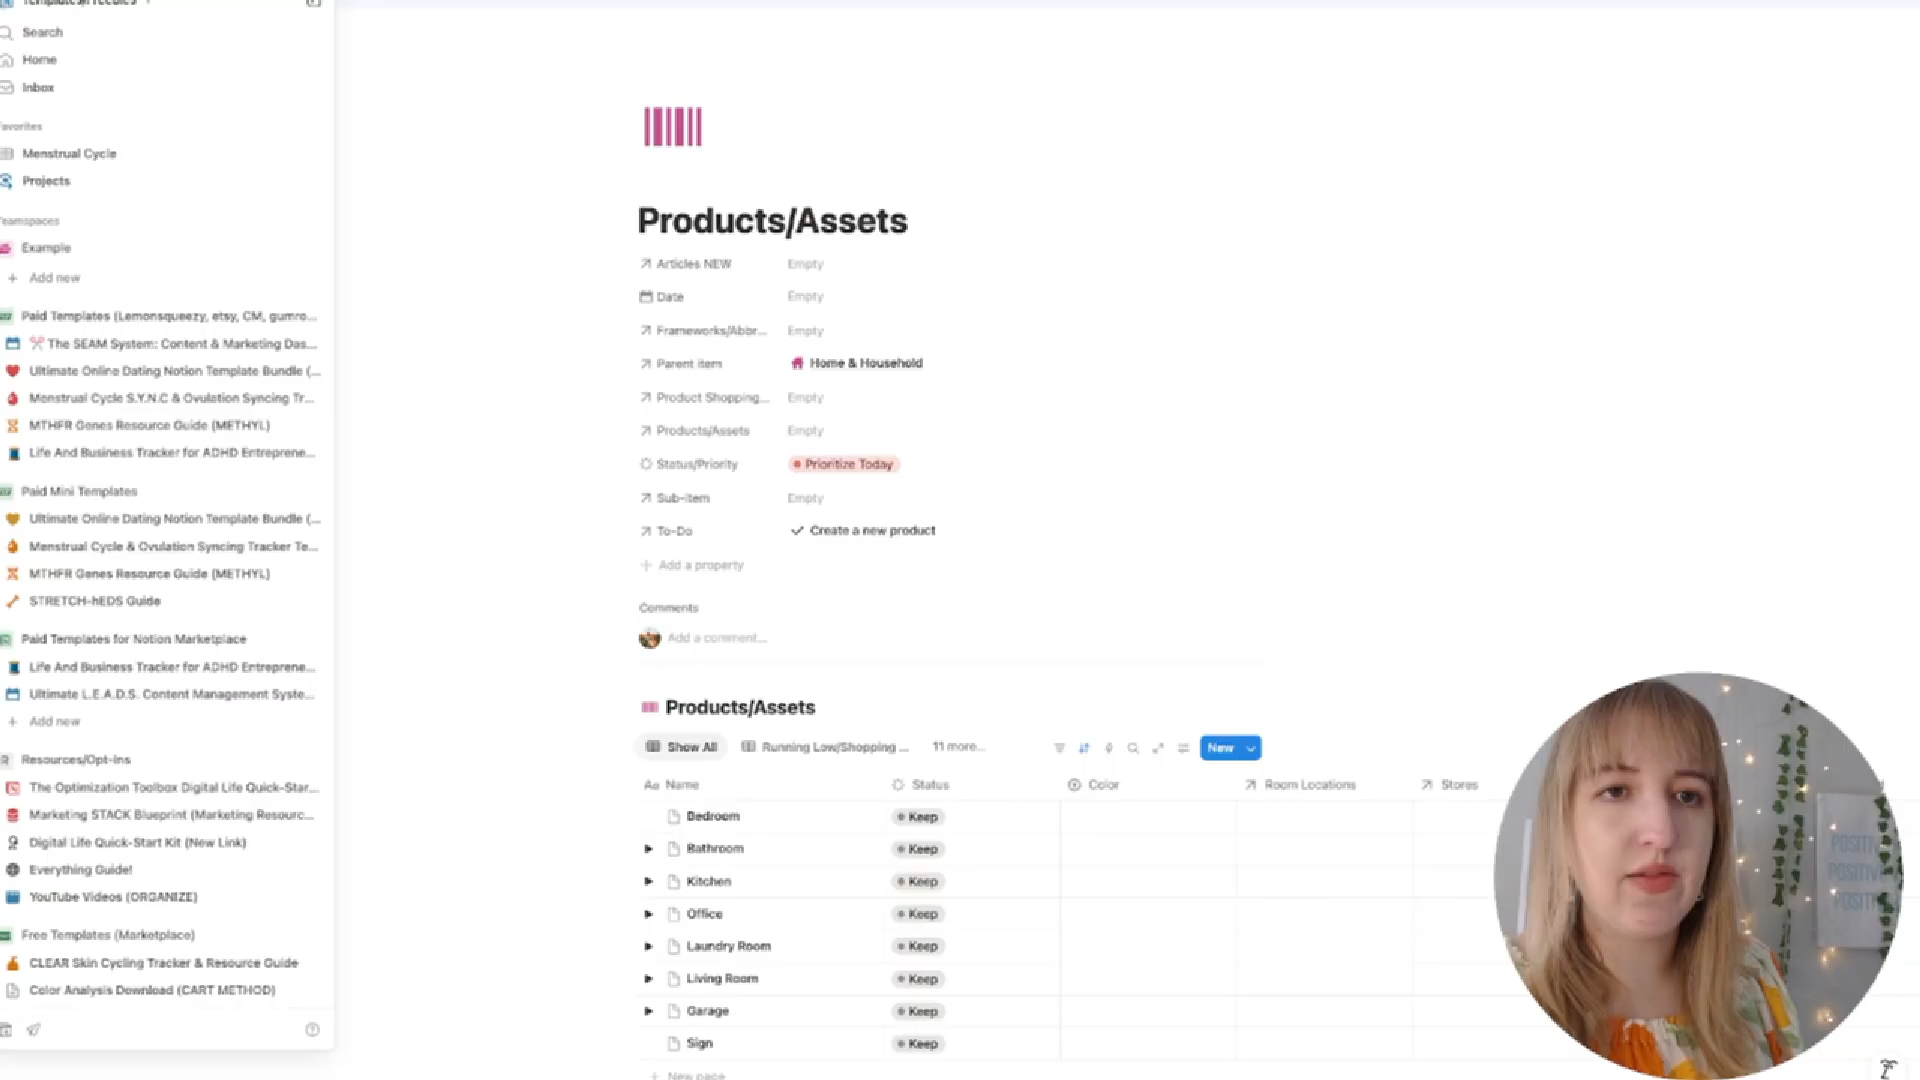 Search
Home
Inbox
Favorites
Menstrual Cycle
Projects
Teamspaces
Example
+ Add new
Paid Templates (Lemonsqueezy, etsy, CM, gumro...
The SEAM System: Content & Marketing Das...
Ultimate Online Dating Notion Template Bundle (...
Menstrual Cycle S.Y.N.C & Ovulation Syncing Tr...
MTHFR Genes Resource Guide (METHYL)
Life And Business Tracker for ADHD Entreprene...
Paid Mini Templates
Ultimate Online Dating Notion Template Bundle (...
Menstrual Cycle & Ovulation Syncing Tracker Te...
MTHFR Genes Resource Guide (METHYL)
STRETCH-hEDS Guide
Paid Templates for Notion Marketplace
Life And Business Tracker for ADHD Entreprene...
Ultimate L.E.A.D.S. Content Management Syste...
+ Add new
Resources/Opt-Ins
The Optimization Toolbox Digital Life Quick-Star...
Marketing STACK Blueprint (Marketing Resourc...
Digital Life Quick-Start Kit (New Link)
Everything Guide!
YouTube Videos (ORGANIZE)
Free Templates (Marketplace)
CLEAR Skin Cycling Tracker & Resource Guide
Color Analysis Download (CART METHOD)
Products/Assets
Articles NEW Empty
Date Empty
Frameworks/Abbr... Empty
Parent item Home & Household
Product Shopping... Empty
Products/Assets Empty
Status/Priority Prioritize Today
Sub-item Empty
To-Do Create a new product
+ Add a property
Comments
Add a comment...
Products/Assets
Show All Running Low/Shopping ... 11 more... New
Aa Name Status Color Room Locations Stores
Bedroom Keep
Bathroom Keep
Kitchen Keep
Office Keep
Laundry Room Keep
Living Room Keep
Garage Keep
Sign Keep
+ New page
POSITIV
POSITIV
POSITI